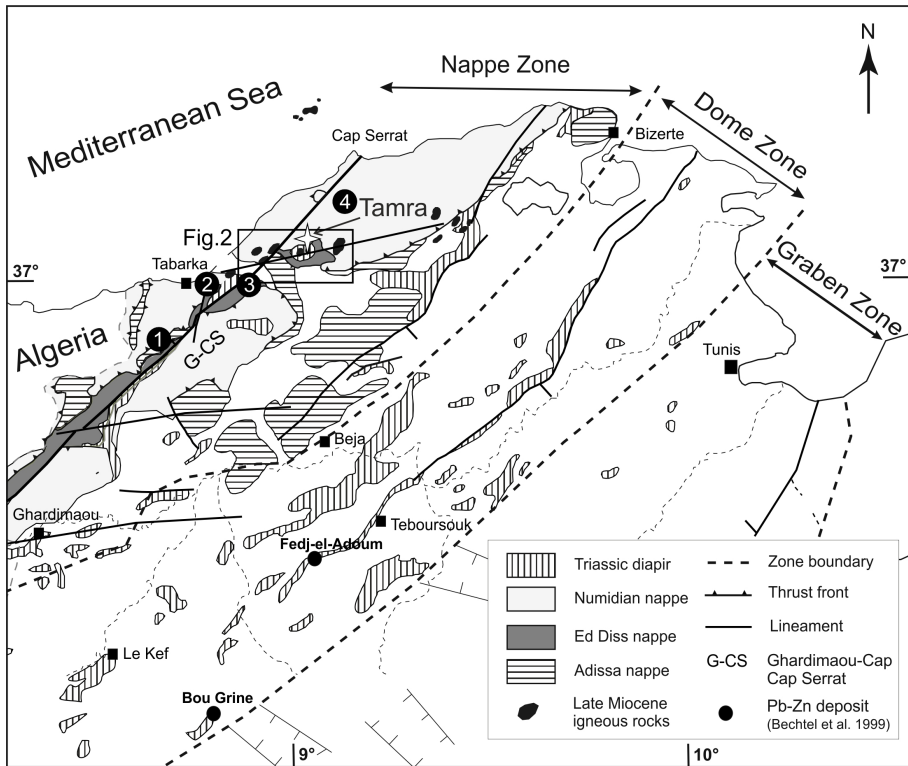 Nappe Zone
N
Mediterranean Sea
Dome Zone
Cap Serrat
Bizerte
4
Tamra
Fig.2
Graben Zone
37°
Tabarka
37°
2
3
1
Algeria
G-CS
Tunis
Beja
Ghardimaou
Teboursouk
Fedj-el-Adoum
Le Kef
Bou Grine
9°
10°
Triassic diapir
Numidian nappe
Ed Diss nappe
Adissa nappe
Late Miocene
igneous rocks
Zone boundary
Thrust front
Lineament
G-CS
Ghardimaou-Cap
Cap Serrat
Pb-Zn deposit
(Bechtel et al. 1999)